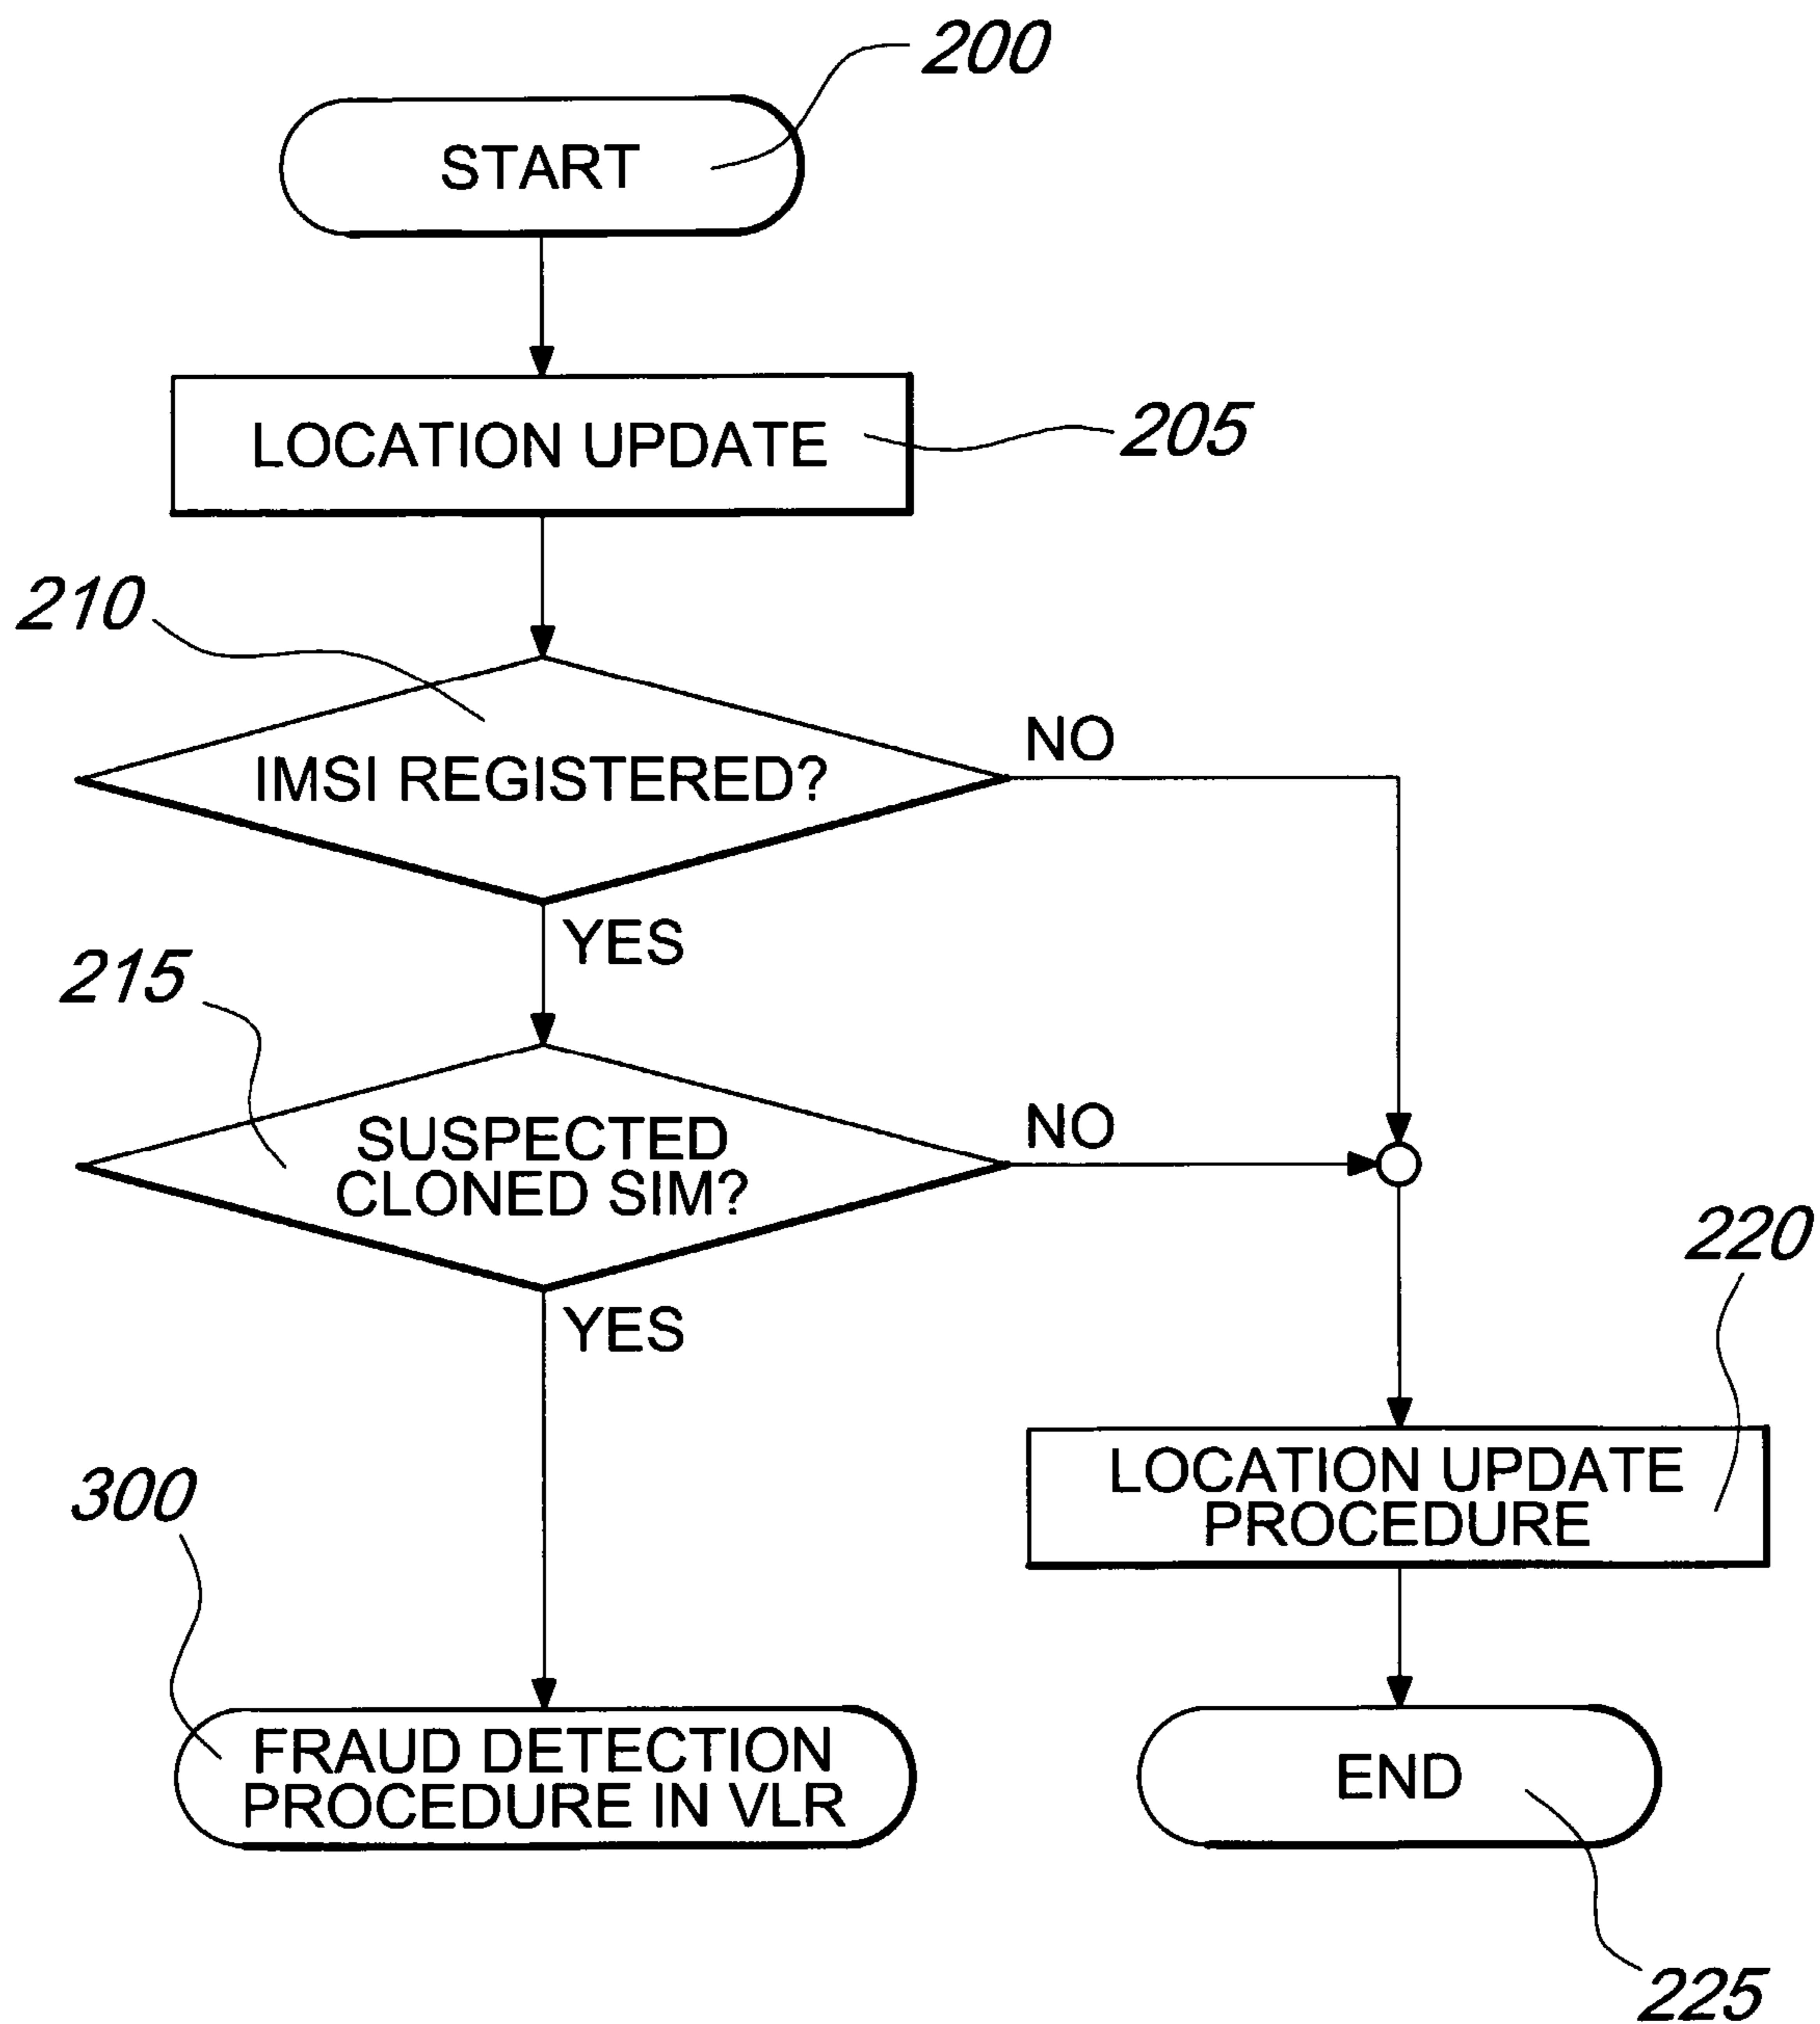 200
START
LOCATION UPDATE
205
210
IMSI REGISTERED?
NO
YES
215
SUSPECTED
CLONED SIM?
NO
YES
220
LOCATION UPDATE
PROCEDURE
300
FRAUD DETECTION
PROCEDURE IN VLR
END
225